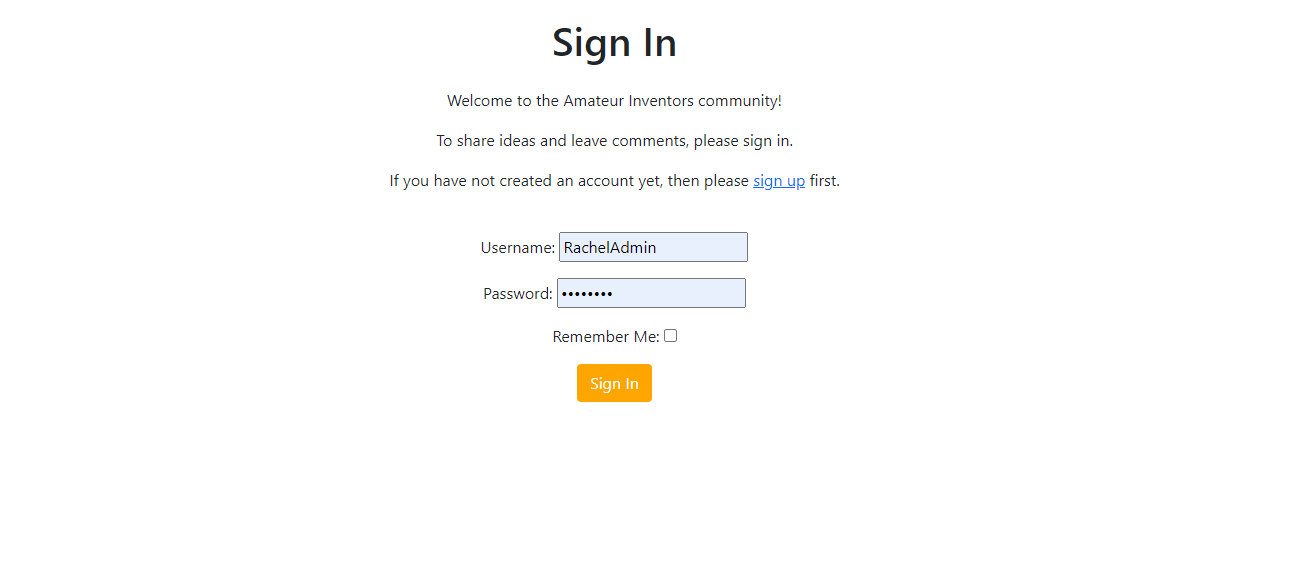 Sign In
Welcome to the Amateur Inventors community!
To share ideas and leave comments, please sign in.
If you have not created an account yet, then please sign up first.
Username: RachelAdmin
Password: ••••••••
Remember Me:
Sign In